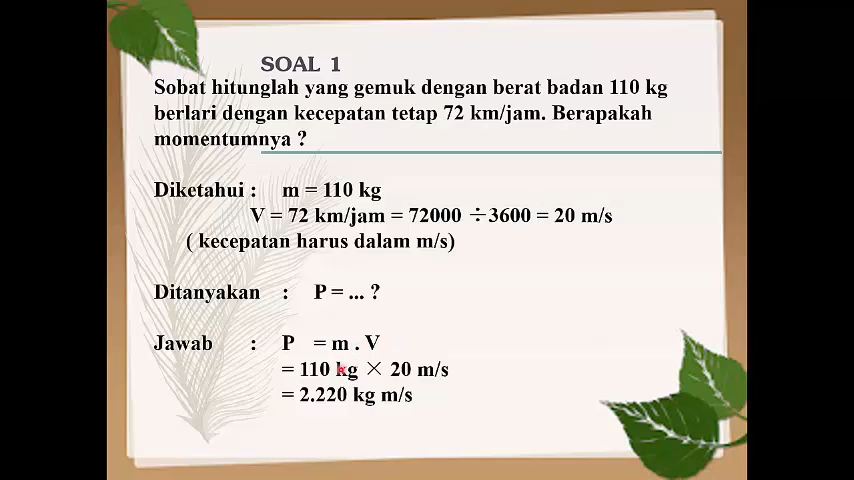 SOAL 1
Sobat hitunglah yang gemuk dengan berat badan 110 kg
berlari dengan kecepatan tetap 72 km/jam. Berapakah
momentumnya ?
Diketahui : m = 110 kg
V = 72 km/jam = 72000 ÷3600 = 20 m/s
( kecepatan harus dalam m/s)
Ditanyakan : P = ... ?
Jawab : P = m . V
= 110 kg × 20 m/s
= 2.220 kg m/s